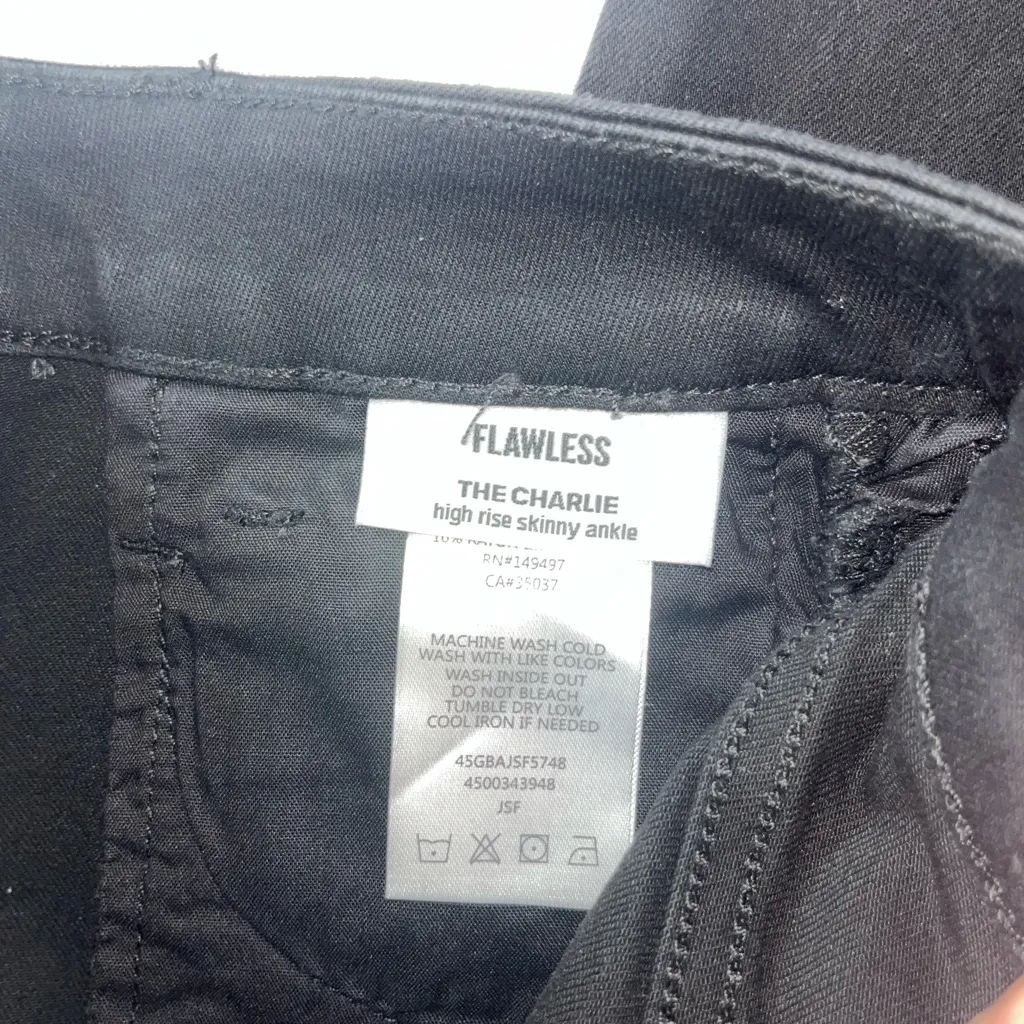 FLAWLESS
THE CHARLIE
high rise skinny ankle
RN#149497
CA#35037
MACHINE WASH COLD
WASH WITH LIKE COLORS
WASH INSIDE OUT
DO NOT BLEACH
TUMBLE DRY LOW
COOL IRON IF NEEDED
45GBAJSF5748
4500343948
JSF